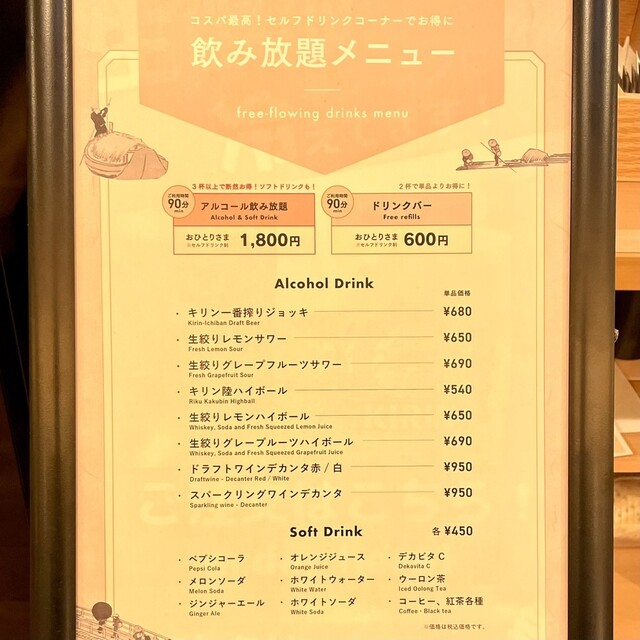 コスパ最高！セルフドリンクコーナーでお得に
飲み放題メニュー
free-flowing drinks menu
3杯以上で断然お得！ソフトドリンクも！
ご利用時間
90分
アルコール飲み放題
Alcohol & Soft Drink
おひとりさま 1,800円
※セルフドリンク制
2杯で単品よりお得に！
ご利用時間
90分
ドリンクバー
Free refills
おひとりさま 600円
※セルフドリンク制
Alcohol Drink
単品価格
・キリン一番搾りジョッキ ¥680
Kirin-Ichiban Draft Beer
・生絞りレモンサワー ¥650
Fresh Lemon Sour
・生絞りグレープフルーツサワー ¥690
Fresh Grapefruit Sour
・キリン陸ハイボール ¥540
Riku Kakubin Highball
・生絞りレモンハイボール ¥650
Whiskey, Soda and Fresh Squeezed Lemon Juice
・生絞りグレープルーツハイボール ¥690
Whiskey, Soda and Fresh Squeezed Grapefruit Juice
・ドラフトワインデカンタ赤 / 白 ¥950
Draftwine - Decanter Red / White
・スパークリングワインデカンタ ¥950
Sparkling wine - Decanter
Soft Drink 各 ¥450
・ペプシコーラ ・オレンジジュース ・デカビタ C
Pepsi Cola Orange Juice Dekavita C
・メロンソーダ ・ホワイトウォーター ・ウーロン茶
Melon Soda White Water Iced Oolong Tea
・ジンジャーエール ・ホワイトソーダ ・コーヒー、紅茶各種
Ginger Ale White Soda Coffee・Black tea
※価格は税込価格です。